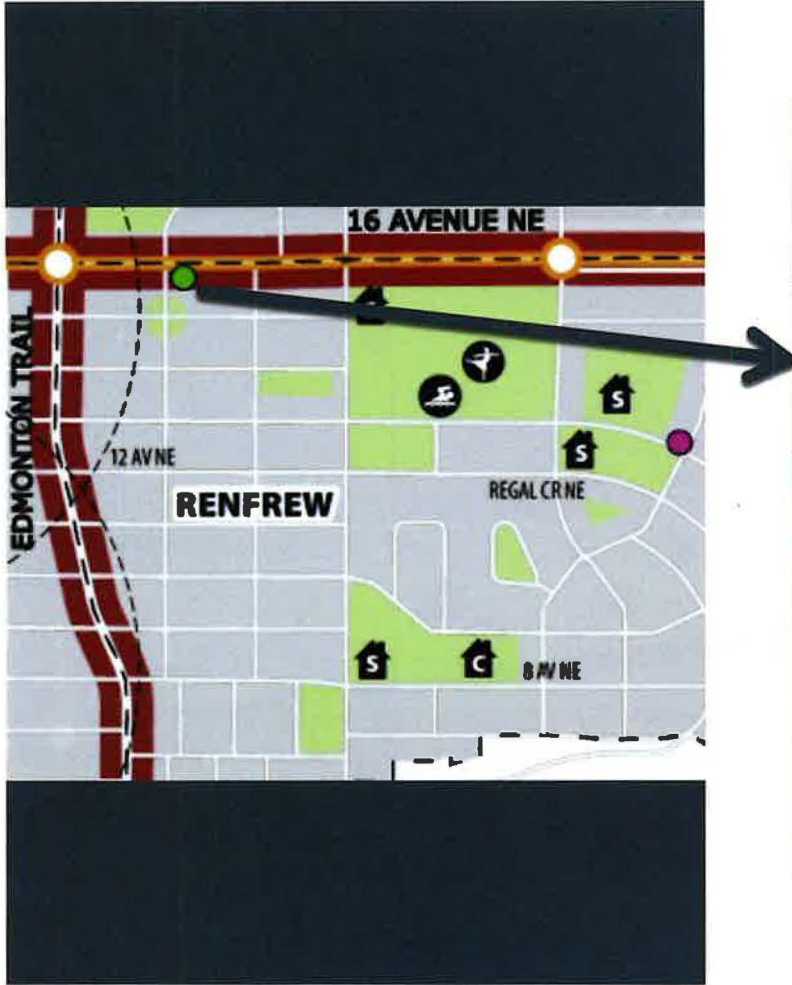 16 AVENUE NE
EDMONTON TRAIL
S
12 AV NE
S
REGAL CR NE
RENFREW
S
C
8 AV NE